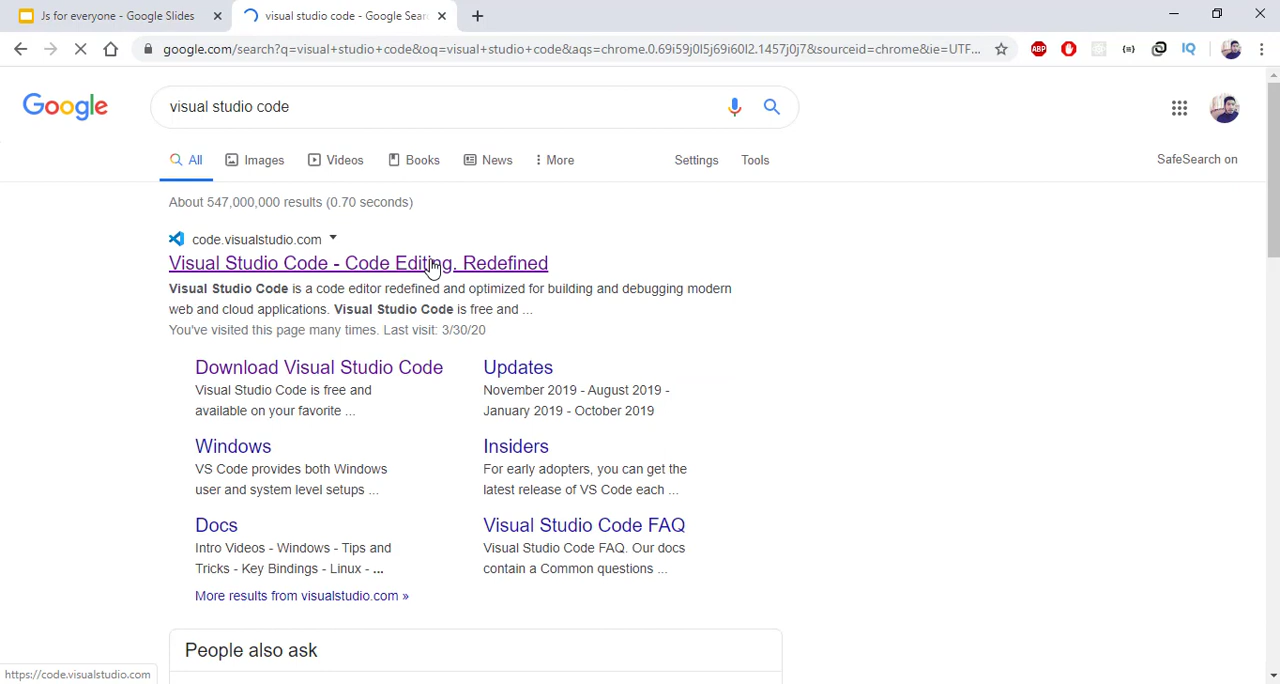 Js for everyone - Google Slides
visual studio code - Google Sear
google.com/search?q=visual+studio+code&oq=visual+studio+code&aqs=chrome.0.69i59j0l5j69i60l2.1457j0j7&sourceid=chrome&ie=UTF...
ABP
IQ
Google
visual studio code
All Images Videos Books News More Settings Tools
SafeSearch on
About 547,000,000 results (0.70 seconds)
code.visualstudio.com
Visual Studio Code - Code Editing. Redefined
Visual Studio Code is a code editor redefined and optimized for building and debugging modern
web and cloud applications. Visual Studio Code is free and ...
You've visited this page many times. Last visit: 3/30/20
Download Visual Studio Code
Visual Studio Code is free and
available on your favorite ...
Updates
November 2019 - August 2019 -
January 2019 - October 2019
Windows
VS Code provides both Windows
user and system level setups ...
Insiders
For early adopters, you can get the
latest release of VS Code each ...
Docs
Intro Videos - Windows - Tips and
Tricks - Key Bindings - Linux - ...
Visual Studio Code FAQ
Visual Studio Code FAQ. Our docs
contain a Common questions ...
More results from visualstudio.com »
People also ask
https://code.visualstudio.com